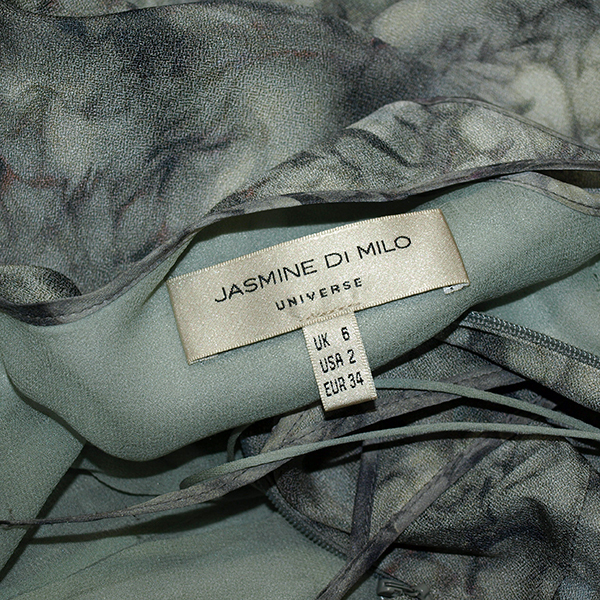 JASMINE DI MILO
UNIVERSE
UK 6
USA 2
EUR 34